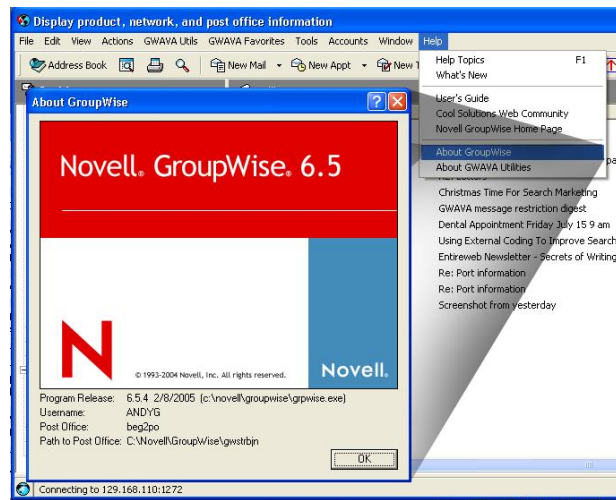 Display product, network, and post office information
File Edit View Actions GWAVA Utils GWAVA Favorites Tools Accounts Window Help
Address Book New Mail New Appt New
Help Topics F1
What's New
User's Guide
Cool Solutions Web Community
Novell GroupWise Home Page
About GroupWise
About GWAVA Utilities
Christmas Time For Search Marketing
GWAVA message restriction digest
Dental Appointment Friday July 15 9 am
Using External Coding To Improve Search
Entireweb Newsletter - Secrets of Writing
Re: Port information
Re: Port information
Screenshot from yesterday
About GroupWise
Novell. GroupWise. 6.5
N
© 1993-2004 Novell, Inc. All rights reserved.
Novell.
Program Release: 6.5.4 2/8/2005 (c:\novell\groupwise\grpwise.exe)
Username: ANDYG
Post Office: beg2po
Path to Post Office: C:\Novell\GroupWise\gwstrbjn
OK
Connecting to 129.168.110:1272